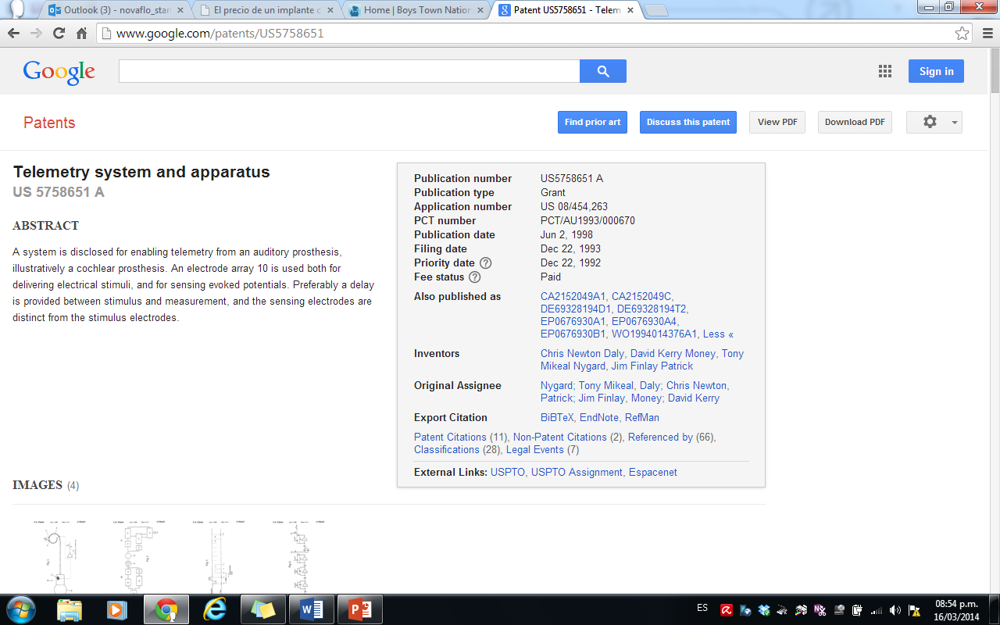 Outlook (3) - novaflo_star
El precio de un implante c
Home | Boys Town Nation
Patent US5758651 - Telem
www.google.com/patents/US5758651
Google
Sign in
Patents
Find prior art
Discuss this patent
View PDF
Download PDF
Telemetry system and apparatus
US 5758651 A
ABSTRACT
A system is disclosed for enabling telemetry from an auditory prosthesis,
illustratively a cochlear prosthesis. An electrode array 10 is used both for
delivering electrical stimuli, and for sensing evoked potentials. Preferably a delay
is provided between stimulus and measurement, and the sensing electrodes are
distinct from the stimulus electrodes.
Publication number US5758651 A
Publication type Grant
Application number US 08/454,263
PCT number PCT/AU1993/000670
Publication date Jun 2, 1998
Filing date Dec 22, 1993
Priority date ? Dec 22, 1992
Fee status ? Paid
Also published as CA2152049A1, CA2152049C,
DE69328194D1, DE69328194T2,
EP0676930A1, EP0676930A4,
EP0676930B1, WO1994014376A1, Less «
Inventors Chris Newton Daly, David Kerry Money, Tony
Mikeal Nygard, Jim Finlay Patrick
Original Assignee Nygard; Tony Mikeal, Daly; Chris Newton,
Patrick; Jim Finlay, Money; David Kerry
Export Citation BiBTeX, EndNote, RefMan
Patent Citations (11), Non-Patent Citations (2), Referenced by (66),
Classifications (28), Legal Events (7)
External Links: USPTO, USPTO Assignment, Espacenet
IMAGES (4)
ES
08:54 p.m.
16/03/2014